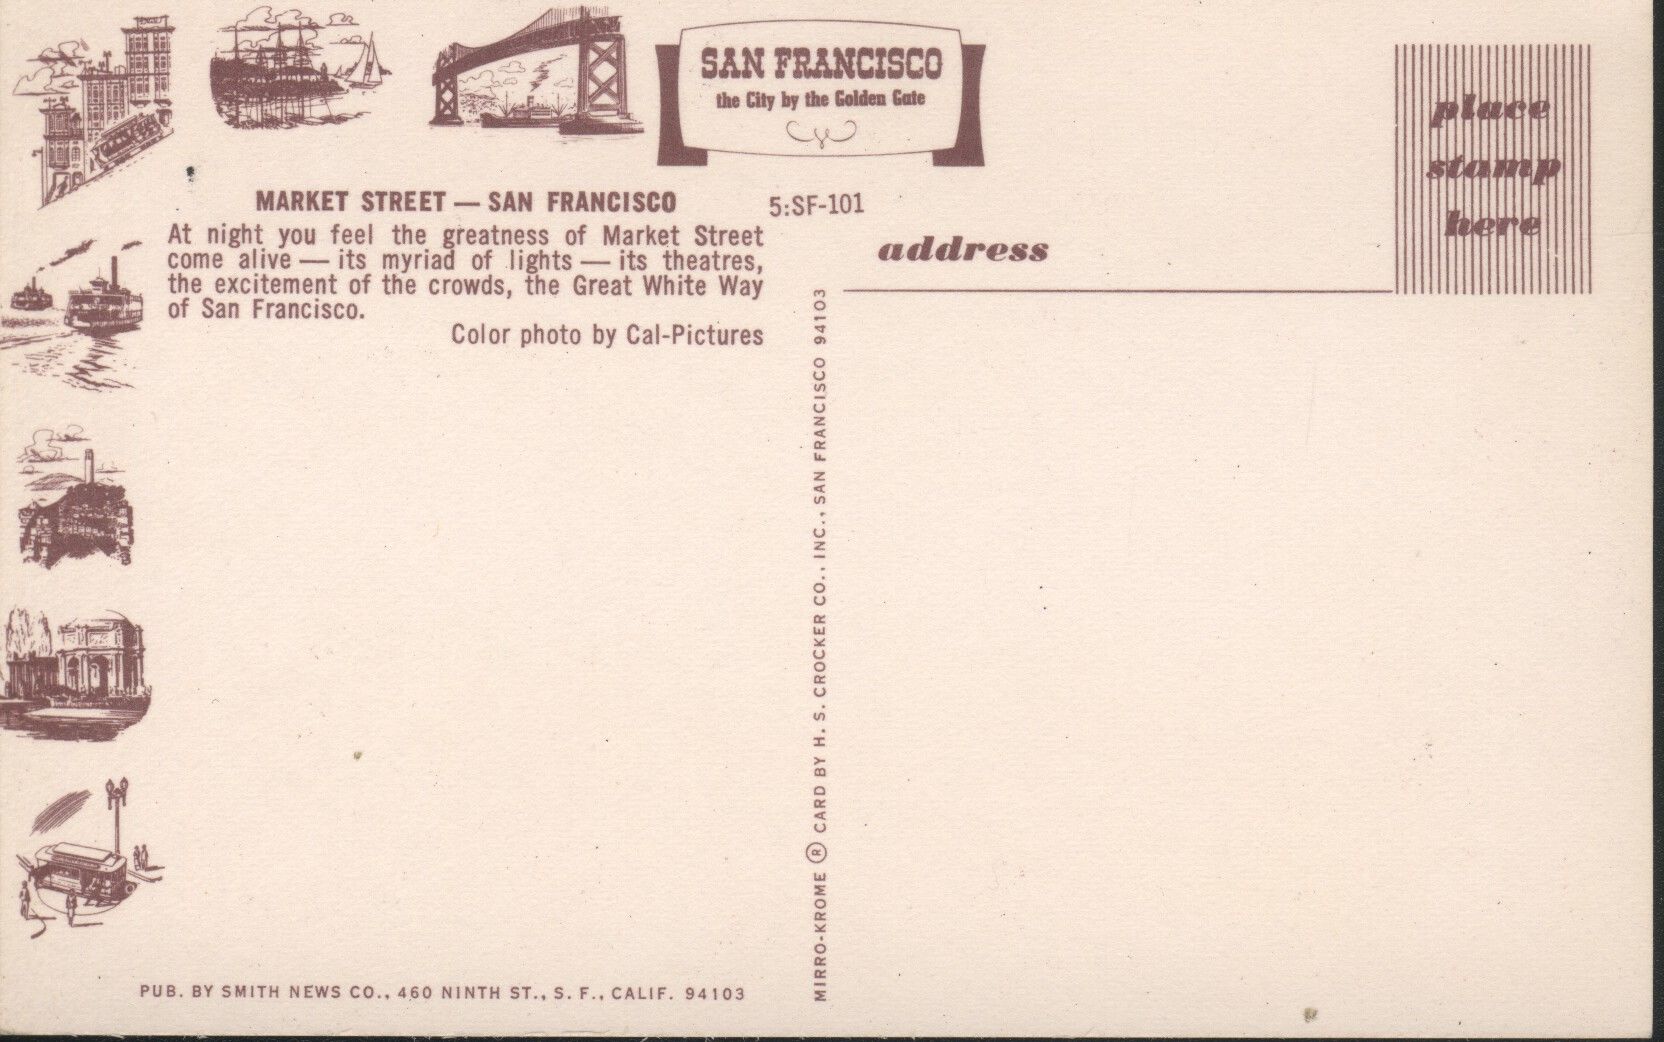 SAN FRANCISCO
the City by the Golden Gate
place
stamp
here
MARKET STREET — SAN FRANCISCO
5:SF-101
At night you feel the greatness of Market Street
come alive — its myriad of lights — its theatres,
the excitement of the crowds, the Great White Way
of San Francisco.
Color photo by Cal-Pictures
address
MIRRO-KROME ® CARD BY H. S. CROCKER CO., INC., SAN FRANCISCO 94103
PUB. BY SMITH NEWS CO., 460 NINTH ST., S. F., CALIF. 94103